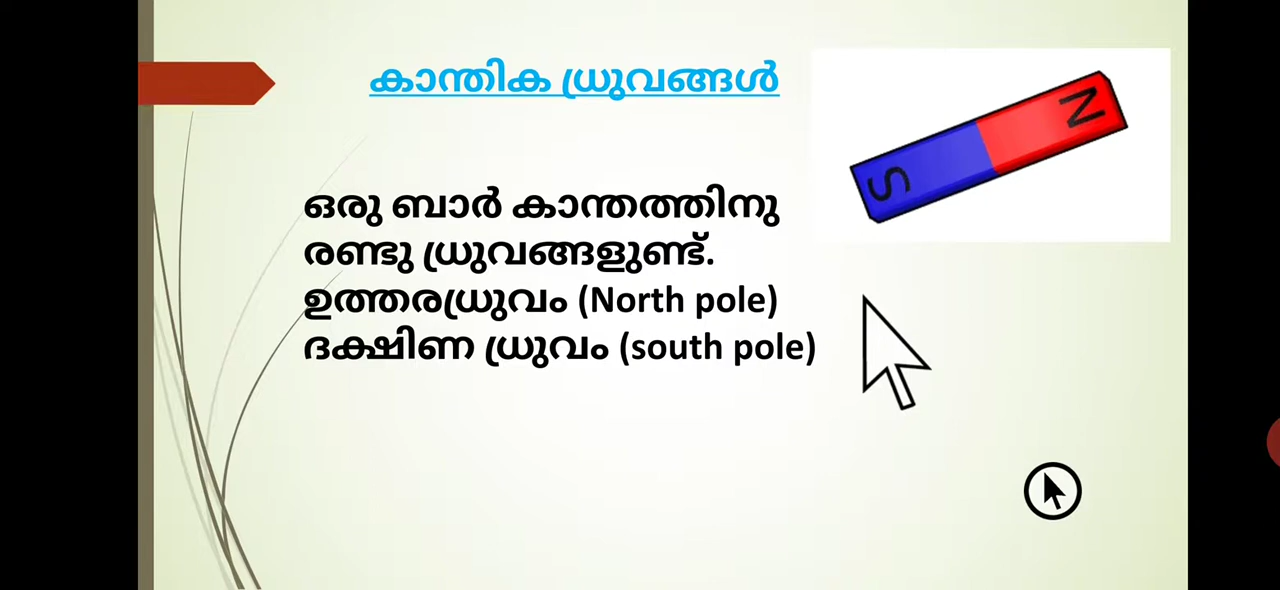 കാന്തിക ധ്രുവങ്ങൾ
N
S
ഒരു ബാർ കാന്തത്തിനു
രണ്ടു ധ്രുവങ്ങളുണ്ട്.
ഉത്തരധ്രുവം (North pole)
ദക്ഷിണ ധ്രുവം (south pole)